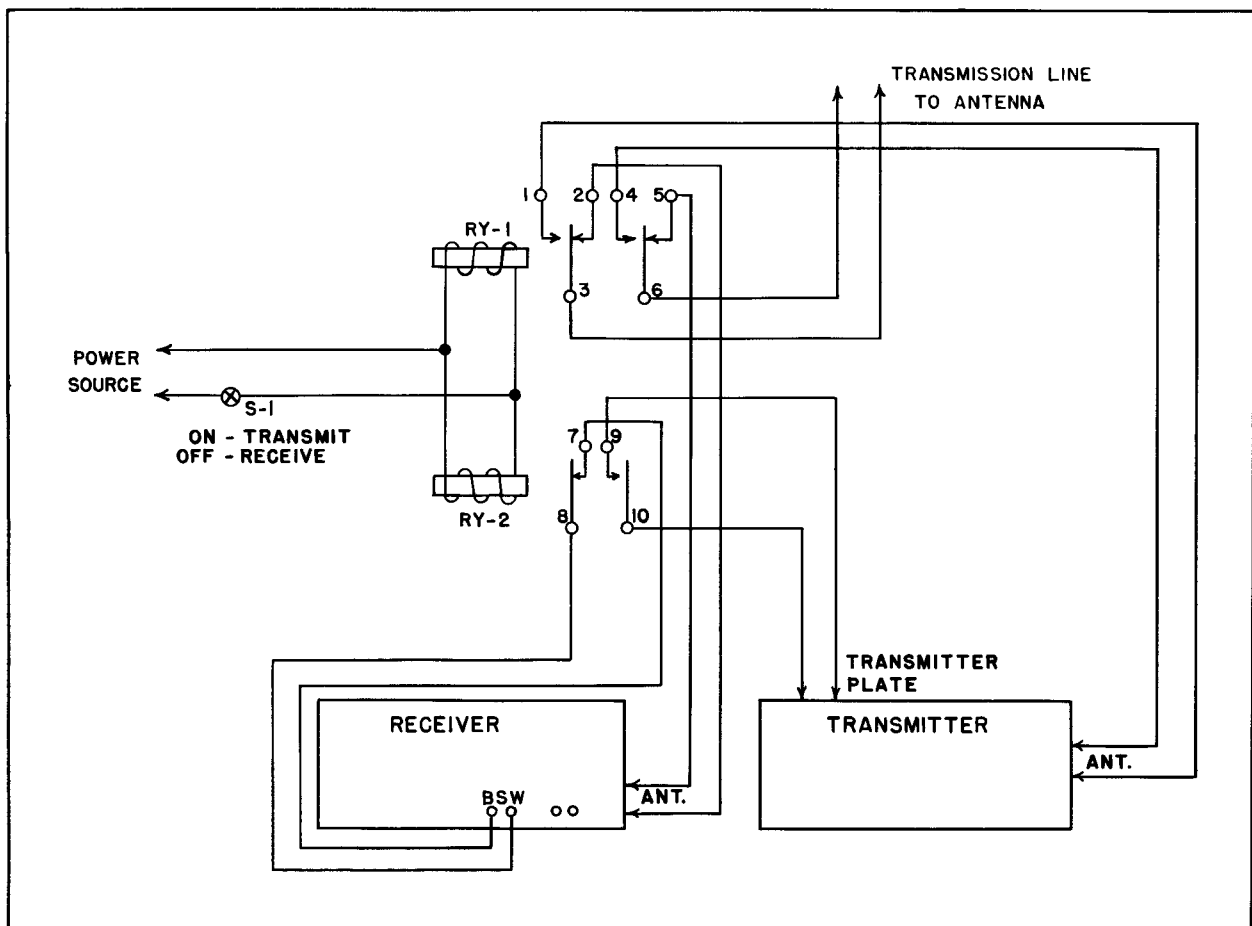 TRANSMISSION LINE
TO ANTENNA
1
2
4
5
RY-1
3
6
POWER
SOURCE
S-1
ON - TRANSMIT
OFF - RECEIVE
7
9
RY-2
8
10
TRANSMITTER
PLATE
RECEIVER
TRANSMITTER
ANT.
BSW
ANT.